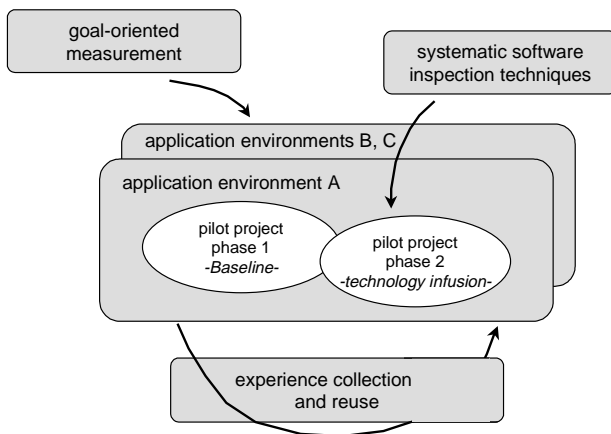 goal-oriented
measurement
systematic software
inspection techniques
application environments B, C
application environment A
pilot project
phase 1
-Baseline-
pilot project
phase 2
-technology infusion-
experience collection
and reuse